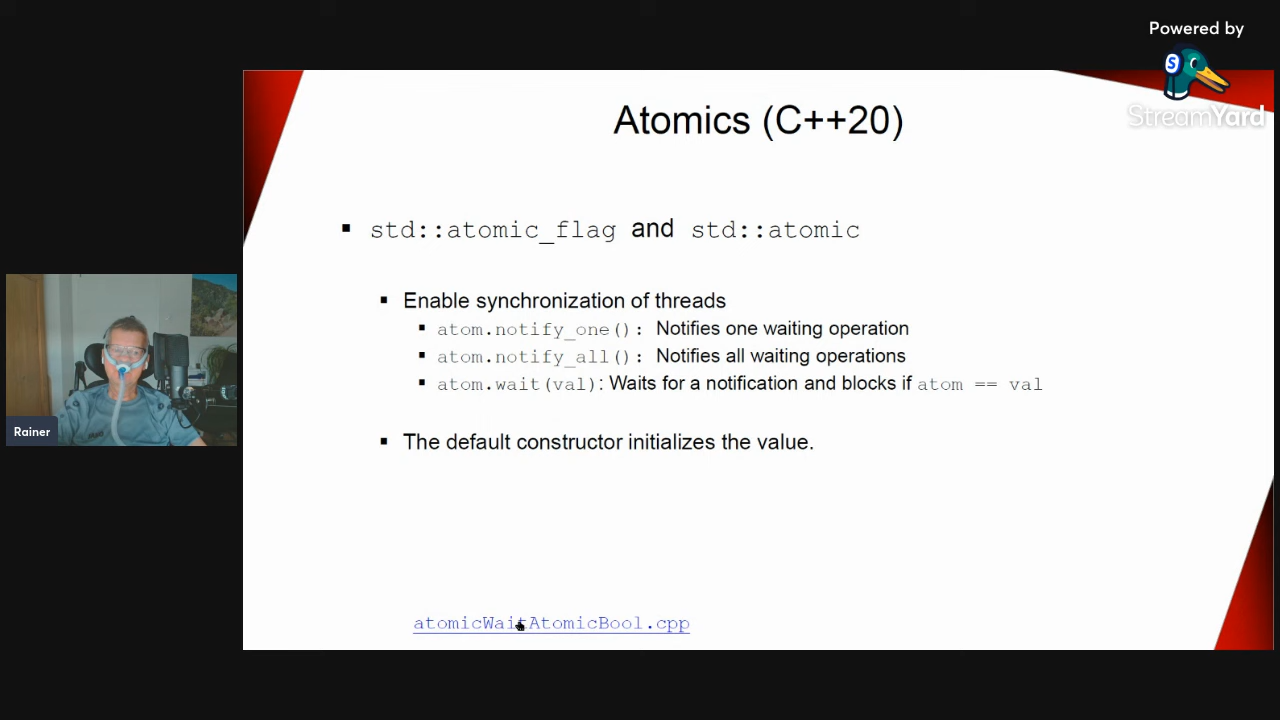 Powered by
StreamYard
Atomics (C++20)
std::atomic_flag and std::atomic
Enable synchronization of threads
atom.notify_one(): Notifies one waiting operation
atom.notify_all(): Notifies all waiting operations
atom.wait(val): Waits for a notification and blocks if atom == val
The default constructor initializes the value.
Rainer
atomicWaitAtomicBool.cpp